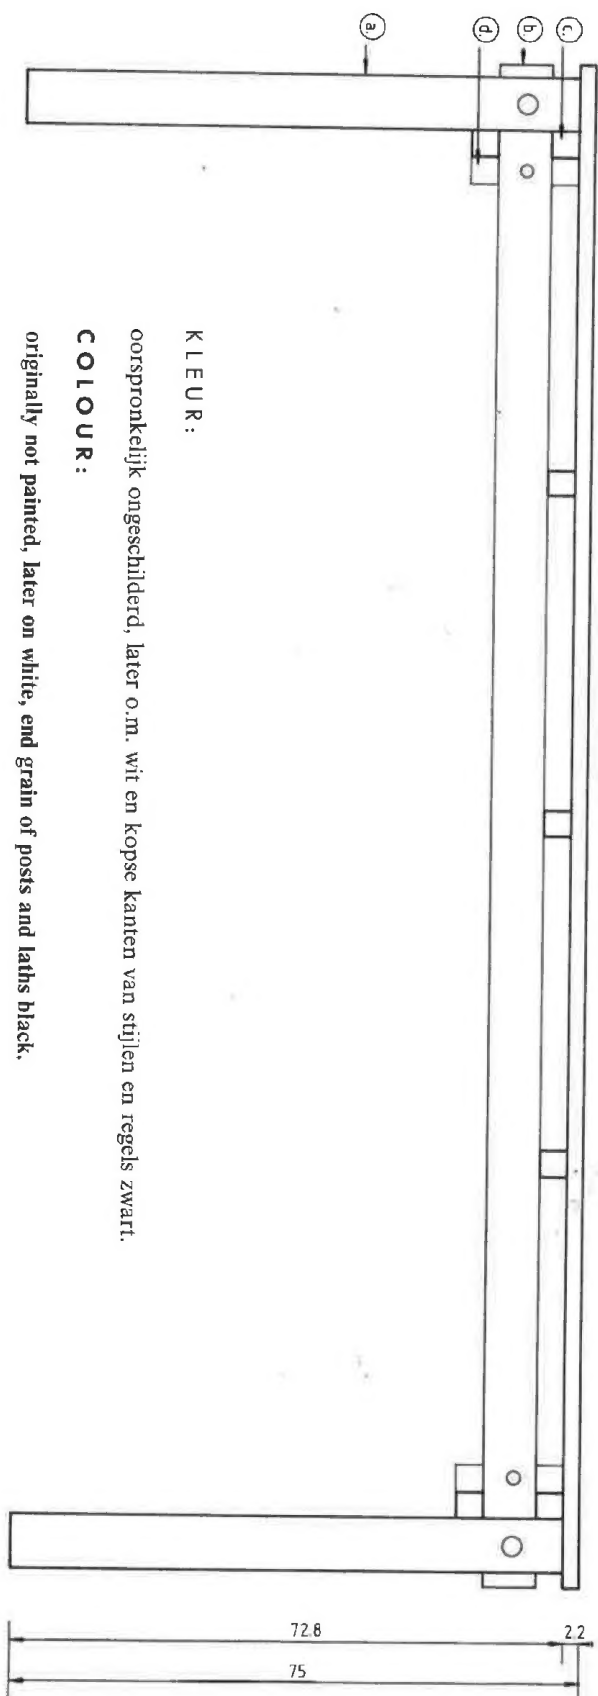 a.
d.
b.
c.
KLEUR:
oorspronkelijk ongeschilderd, later o.m. wit en kopse kanten van stijlen en regels zwart.
COLOUR:
originally not painted, later on white, end grain of posts and laths black.
72.8
2.2
75